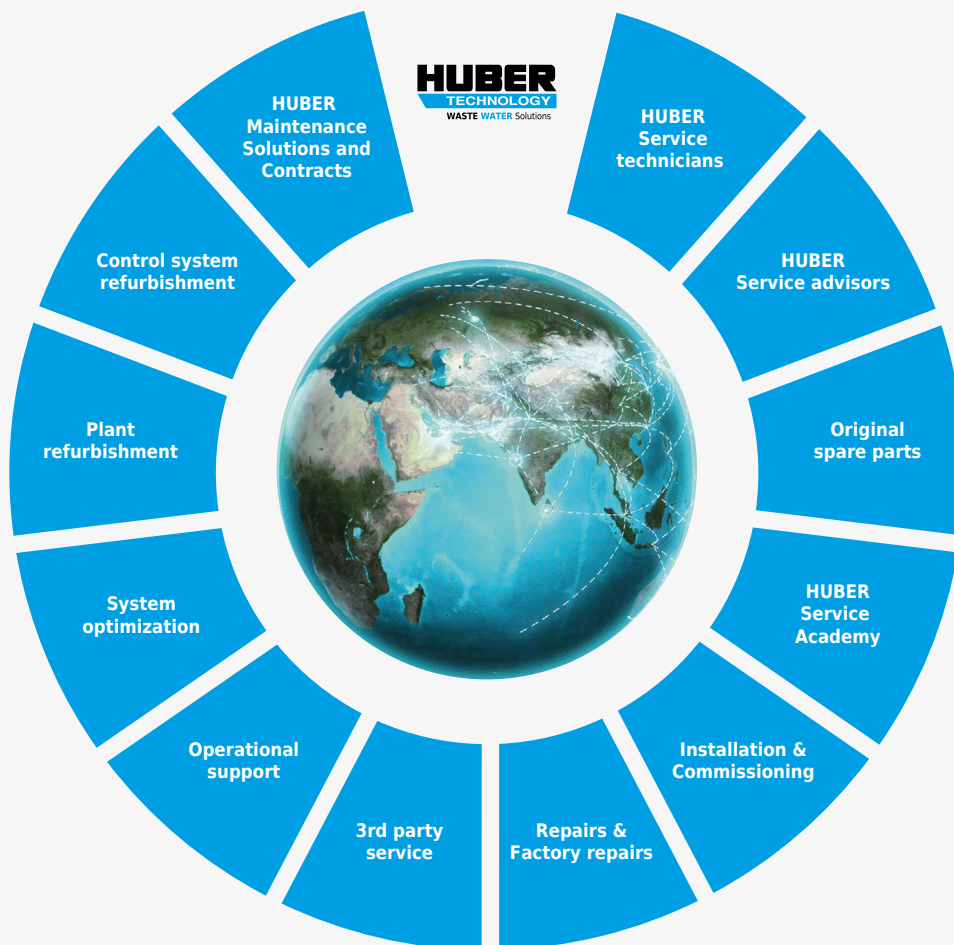 HUBER
TECHNOLOGY
WASTE WATER Solutions
HUBER
Service
technicians
HUBER
Service advisors
Original
spare parts
HUBER
Service
Academy
Installation &
Commissioning
Repairs &
Factory repairs
3rd party
service
Operational
support
System
optimization
Plant
refurbishment
Control system
refurbishment
HUBER
Maintenance
Solutions and
Contracts